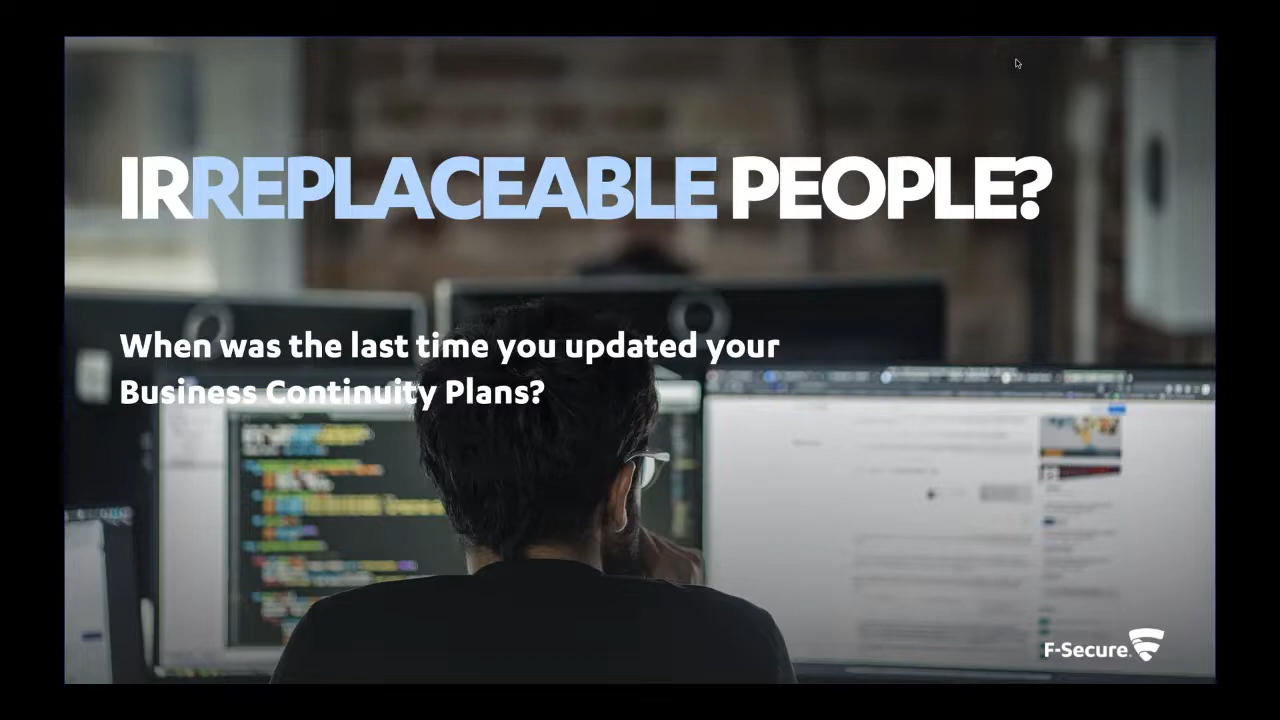 IRREPLACEABLE PEOPLE?
When was the last time you updated your
Business Continuity Plans?
F-Secure